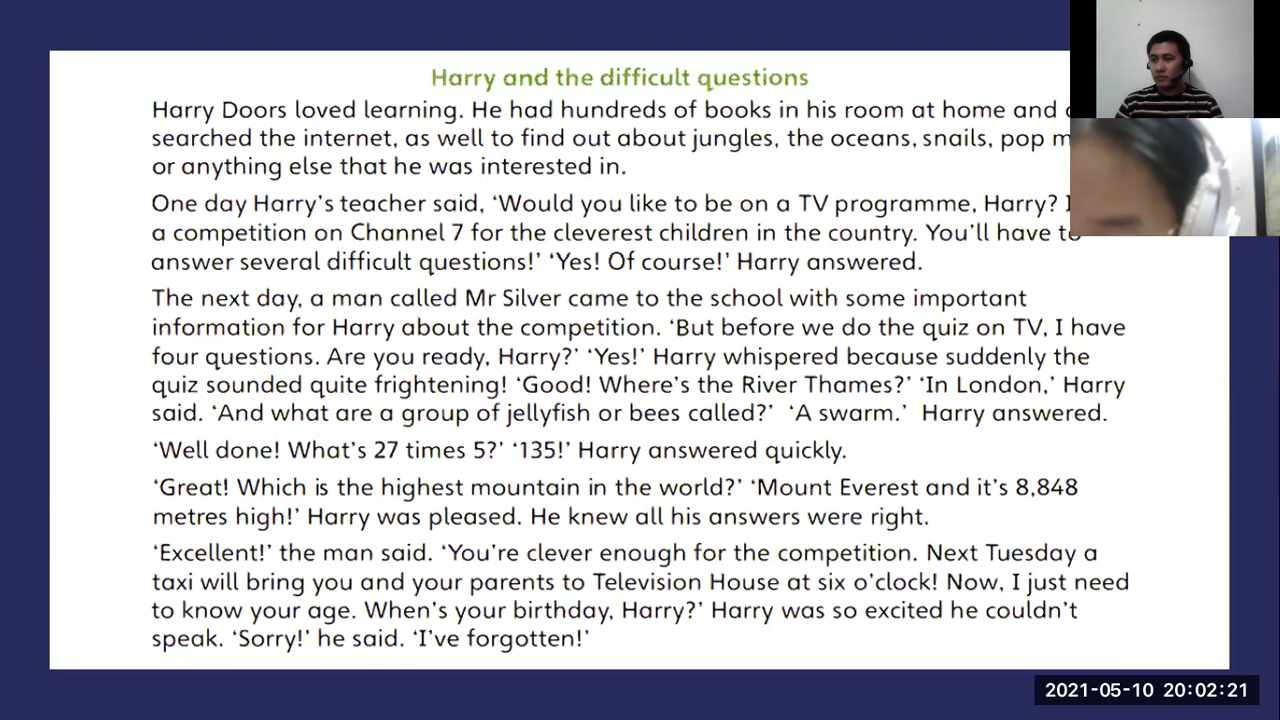 Harry and the difficult questions
Harry Doors loved learning. He had hundreds of books in his room at home and
searched the internet, as well to find out about jungles, the oceans, snails, pop
or anything else that he was interested in.
One day Harry's teacher said, ‘Would you like to be on a TV programme, Harry?
a competition on Channel 7 for the cleverest children in the country. You'll have to
answer several difficult questions!’ ‘Yes! Of course!’ Harry answered.
The next day, a man called Mr Silver came to the school with some important
information for Harry about the competition. ‘But before we do the quiz on TV, I have
four questions. Are you ready, Harry?’ ‘Yes!’ Harry whispered because suddenly the
quiz sounded quite frightening! ‘Good! Where's the River Thames?’ ‘In London,’ Harry
said. ‘And what are a group of jellyfish or bees called?’ ‘A swarm.’ Harry answered.
‘Well done! What's 27 times 5?’ ‘135!’ Harry answered quickly.
‘Great! Which is the highest mountain in the world?’ ‘Mount Everest and it's 8,848
metres high!’ Harry was pleased. He knew all his answers were right.
‘Excellent!’ the man said. ‘You're clever enough for the competition. Next Tuesday a
taxi will bring you and your parents to Television House at six o'clock! Now, I just need
to know your age. When's your birthday, Harry?’ Harry was so excited he couldn't
speak. ‘Sorry!’ he said. ‘I've forgotten!’
2021-05-10 20:02:21